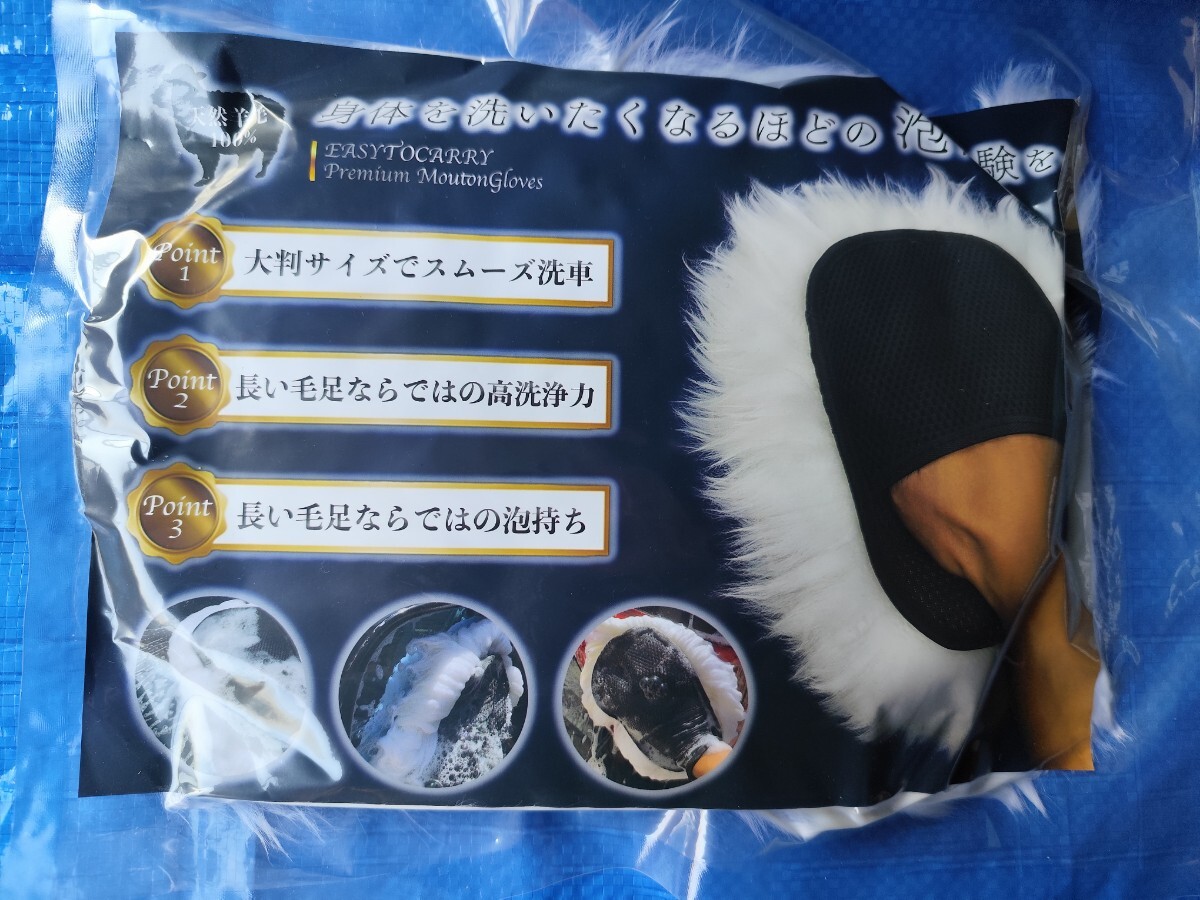 天然羊毛
100%
身体を洗いたくなるほどの泡
験を
EASYTOCARRY
Premium MoutonGloves
Point
1
大判サイズでスムーズ洗車
Point
2
長い毛足ならではの高洗浄力
Point
3
長い毛足ならではの泡持ち